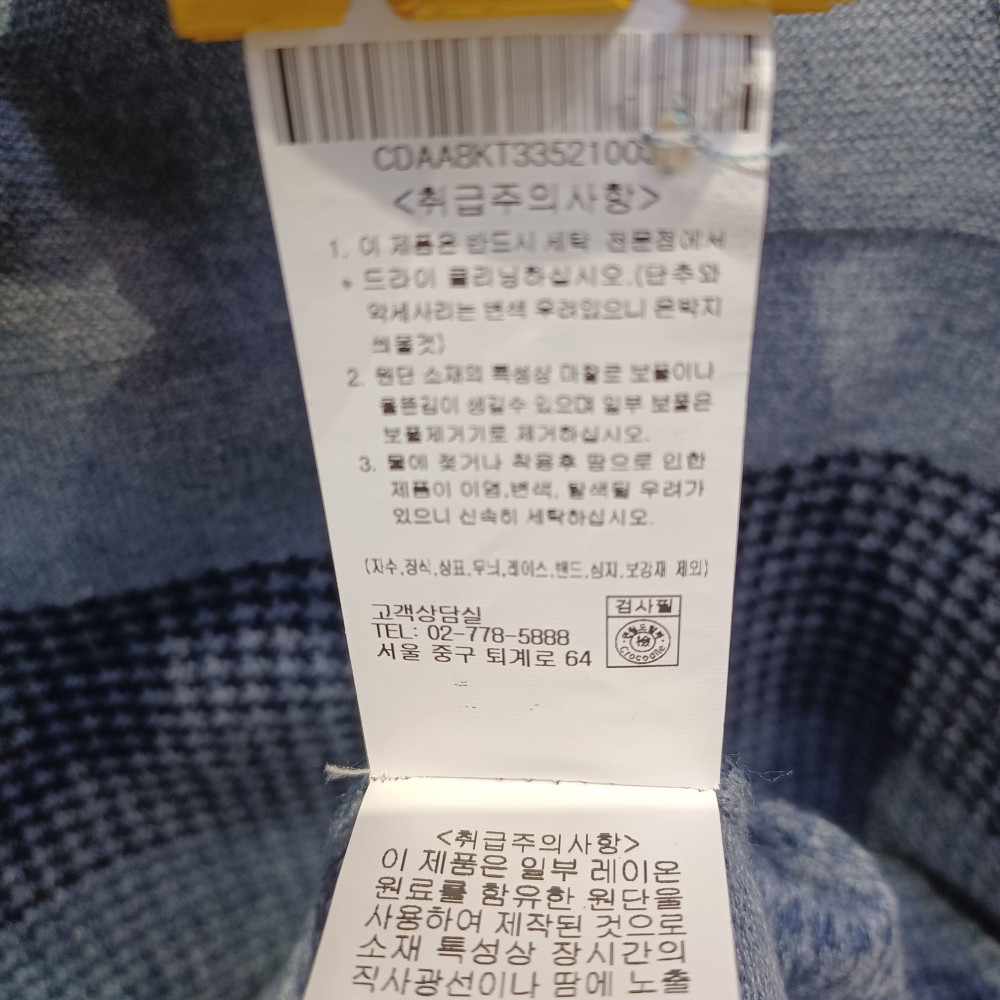 <취급주의사항>
1. 이 제품은 반드시 세탁 전문점에서
* 드라이 클리닝하십시오.(단추와
악세사리는 변색 우려있으니 은박지
씌울것)
2. 원단 소재의 특성상 마찰로 보풀이나
올뜯김이 생길수 있으며 일부 보풀은
보풀제거기로 제거하십시오.
3. 물에 젖거나 착용후 땀으로 인한
제품이 이염,변색, 탈색될 우려가
있으니 신속히 세탁하십시오.
(자수,장식,상표,무늬,레이스,밴드,심지,보강재 제외)
고객상담실
TEL: 02-778-5888
서울 중구 퇴계로 64
검사필
Crocodile
<취급주의사항>
이 제품은 일부 레이온
원료를 함유한 원단을
사용하여 제작된 것으로
소재 특성상 장시간의
직사광선이나 땀에 노출